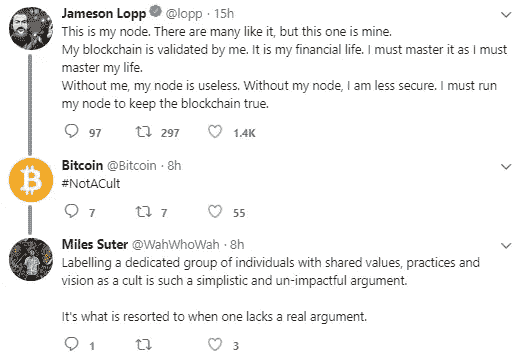 Jameson Lopp @lopp · 15h
This is my node. There are many like it, but this one is mine.
My blockchain is validated by me. It is my financial life. I must master it as I must
master my life.
Without me, my node is useless. Without my node, I am less secure. I must run
my node to keep the blockchain true.
97 297 1.4K
Bitcoin @Bitcoin · 8h
#NotACult
7 7 55
Miles Suter @WahWhoWah · 8h
Labelling a dedicated group of individuals with shared values, practices and
vision as a cult is such a simplistic and un-impactful argument.
It's what is resorted to when one lacks a real argument.
1 3